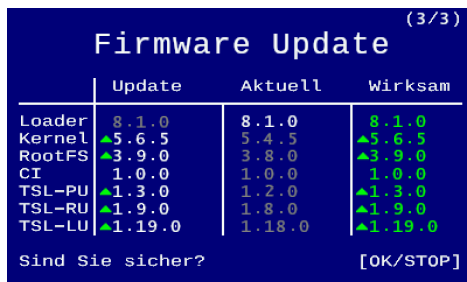 (3/3)
Firmware Update
Update Aktuell Wirksam
Loader 8.1.0 8.1.0 8.1.0
Kernel ▲5.6.5 5.4.5 ▲5.6.5
RootFS ▲3.9.0 3.8.0 ▲3.9.0
CI 1.0.0 1.0.0 1.0.0
TSL-PU ▲1.3.0 1.2.0 ▲1.3.0
TSL-RU ▲1.9.0 1.8.0 ▲1.9.0
TSL-LU ▲1.19.0 1.18.0 ▲1.19.0
Sind Sie sicher? [OK/STOP]